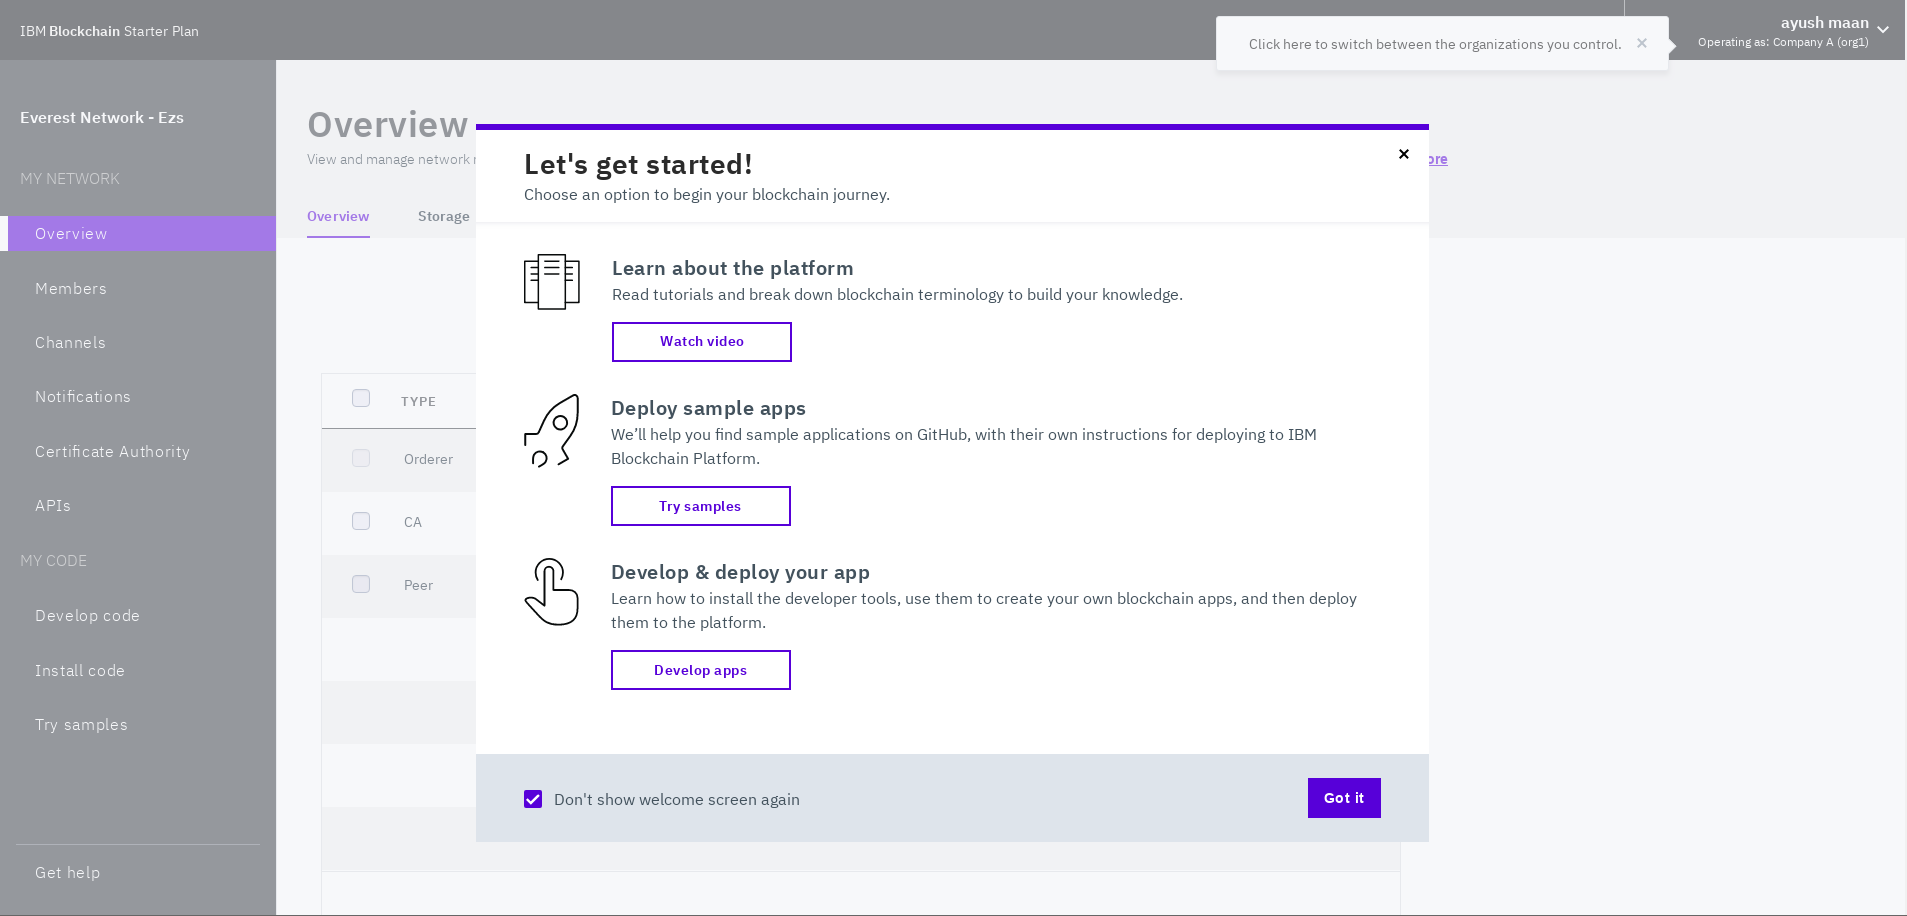 IBM Blockchain Starter Plan
Click here to switch between the organizations you control.
ayush maan
Operating as: Company A (org1)
Everest Network - Ezs
MY NETWORK
Overview
Members
Channels
Notifications
Certificate Authority
APIs
MY CODE
Develop code
Install code
Try samples
Get help
Overview
View and manage network
Overview
Storage
TYPE
Orderer
CA
Peer
Let's get started!
Choose an option to begin your blockchain journey.
Learn about the platform
Read tutorials and break down blockchain terminology to build your knowledge.
Watch video
Deploy sample apps
We’ll help you find sample applications on GitHub, with their own instructions for deploying to IBM
Blockchain Platform.
Try samples
Develop & deploy your app
Learn how to install the developer tools, use them to create your own blockchain apps, and then deploy
them to the platform.
Develop apps
Don't show welcome screen again
Got it